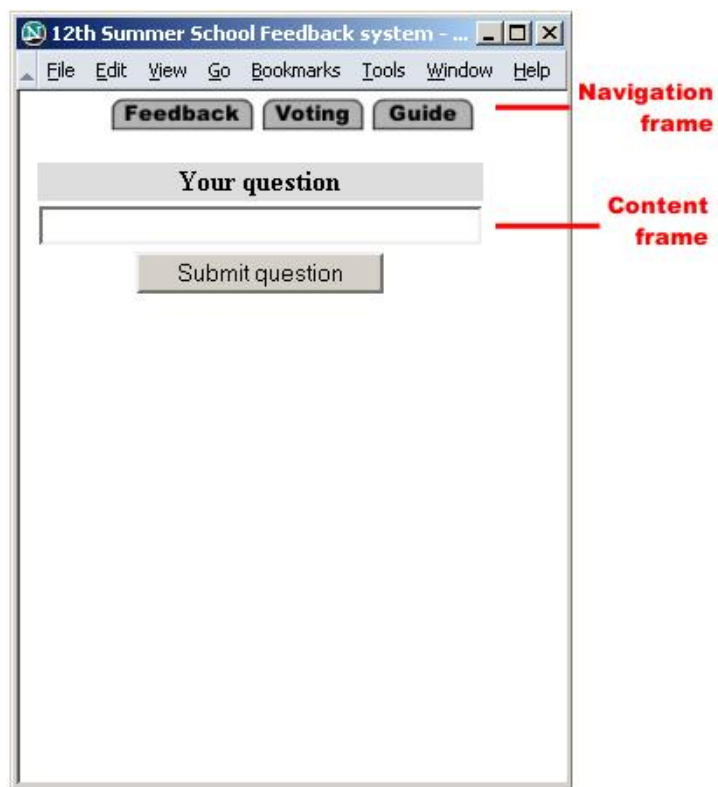 12th Summer School Feedback system - ...
File Edit View Go Bookmarks Tools Window Help
Feedback Voting Guide
Navigation
frame
Your question
Content
frame
Submit question